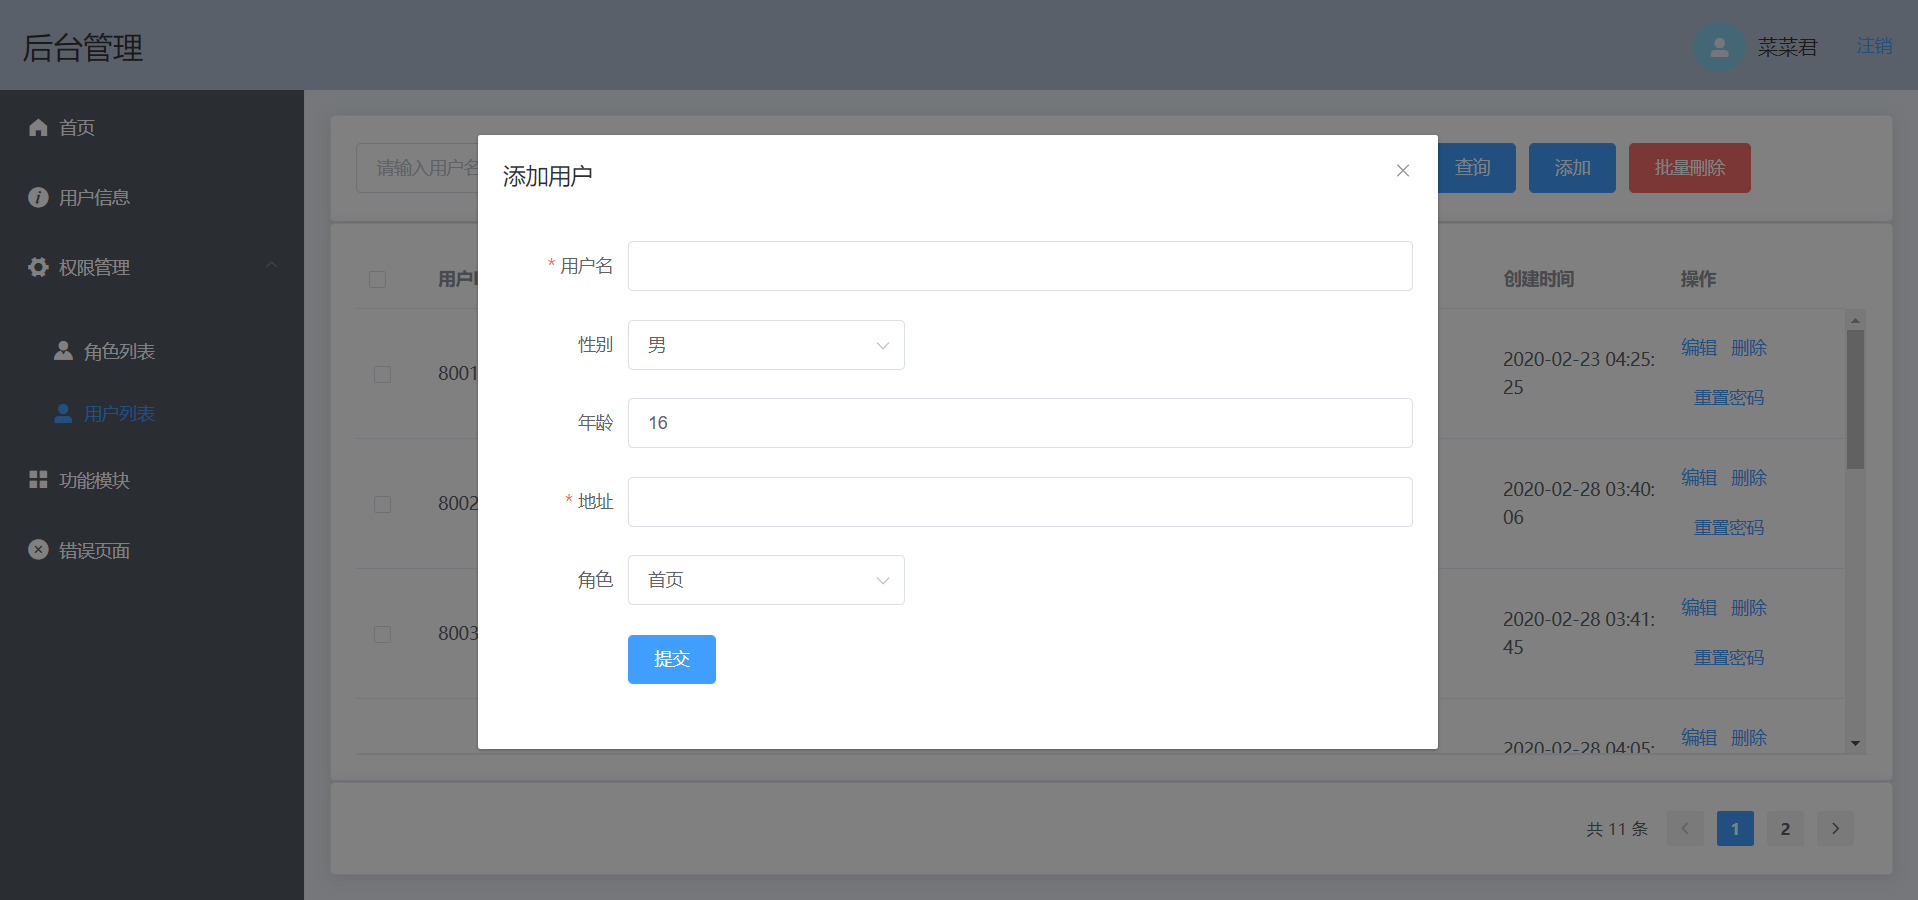 后台管理
菜菜君
注销
首页
用户信息
权限管理
角色列表
用户列表
功能模块
错误页面
请输入用户名
查询
添加
批量删除
用户
创建时间
操作
8001
2020-02-23 04:25:
25
编辑 删除
重置密码
8002
2020-02-28 03:40:
06
编辑 删除
重置密码
8003
2020-02-28 03:41:
45
编辑 删除
重置密码
2020-02-28 04:05:
编辑 删除
添加用户
* 用户名
性别
男
年龄
16
* 地址
角色
首页
提交
共 11 条
1
2